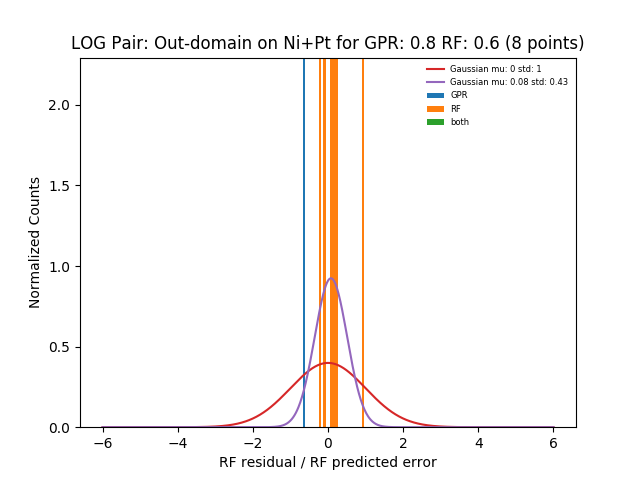 LOG Pair: Out-domain on Ni+Pt for GPR: 0.8 RF: 0.6 (8 points)
Gaussian mu: 0 std: 1
Gaussian mu: 0.08 std: 0.43
GPR
RF
both
Normalized Counts
2.0
1.5
1.0
0.5
0.0
−6 −4 −2 0 2 4 6
RF residual / RF predicted error